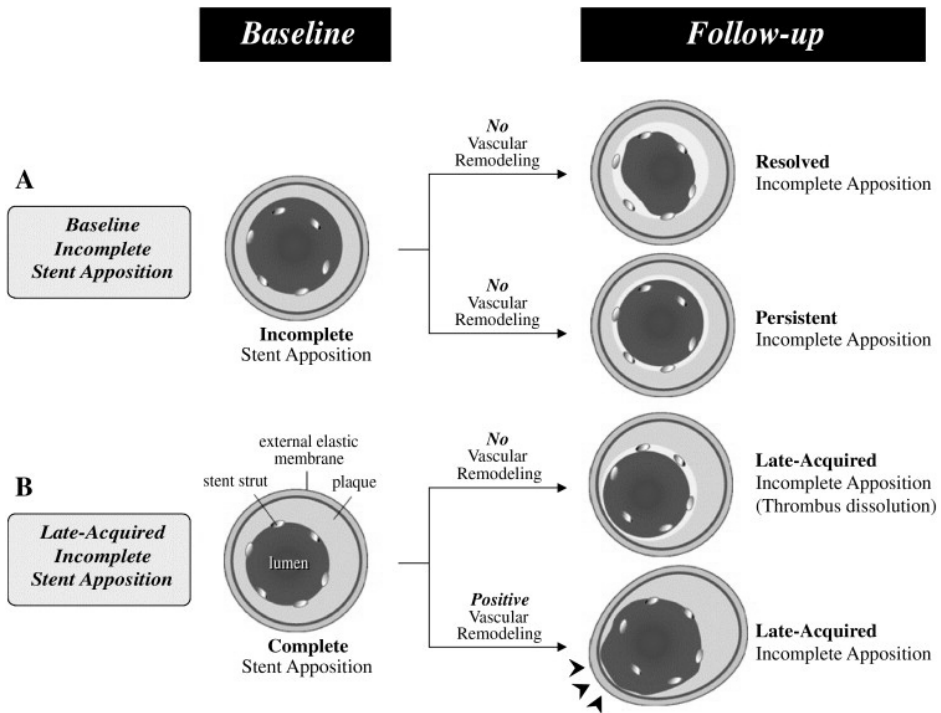 Baseline
Follow-up
A
Baseline
Incomplete
Stent Apposition
Incomplete
Stent Apposition
No
Vascular
Remodeling
Resolved
Incomplete Apposition
No
Vascular
Remodeling
Persistent
Incomplete Apposition
B
Late-Acquired
Incomplete
Stent Apposition
external elastic
membrane
stent strut
plaque
lumen
Complete
Stent Apposition
No
Vascular
Remodeling
Late-Acquired
Incomplete Apposition
(Thrombus dissolution)
Positive
Vascular
Remodeling
Late-Acquired
Incomplete Apposition